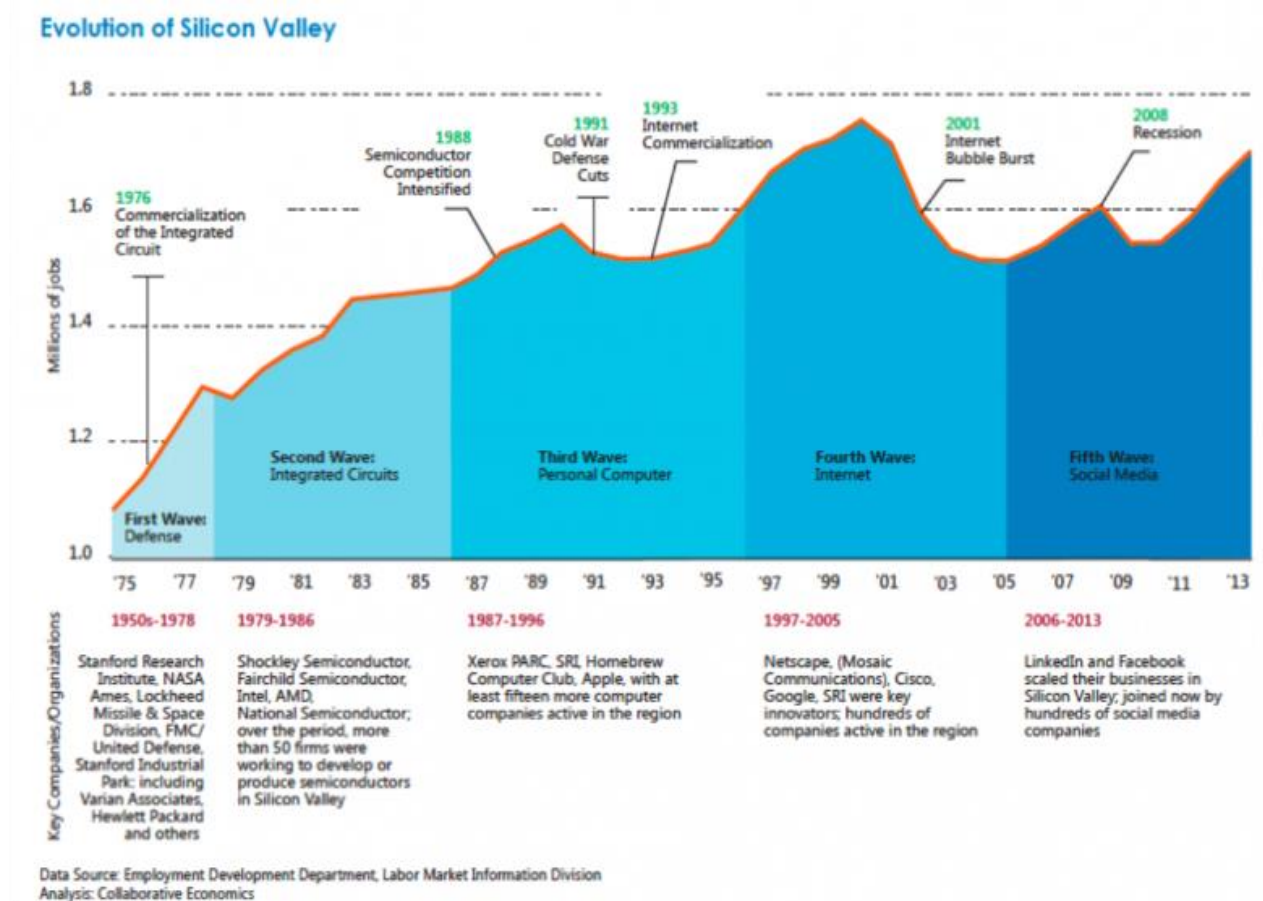 Evolution of Silicon Valley
1.8
1.6
1.4
1.2
1.0
Millions of jobs
1976
Commercialization
of the Integrated
Circuit
1988
Semiconductor
Competition
Intensified
1991
Cold War
Defense
Cuts
1993
Internet
Commercialization
2001
Internet
Bubble Burst
2008
Recession
First Wave:
Defense
Second Wave:
Integrated Circuits
Third Wave:
Personal Computer
Fourth Wave:
Internet
Fifth Wave:
Social Media
'75 '77 '79 '81 '83 '85 '87 '89 '91 '93 '95 '97 '99 '01 '03 '05 '07 '09 '11 '13
Key Companies/Organizations
1950s-1978
Stanford Research
Institute, NASA
Ames, Lockheed
Missile & Space
Division, FMC/
United Defense,
Stanford Industrial
Park: including
Varian Associates,
Hewlett Packard
and others
1979-1986
Shockley Semiconductor,
Fairchild Semiconductor,
Intel, AMD,
National Semiconductor;
over the period, more
than 50 firms were
working to develop or
produce semiconductors
in Silicon Valley
1987-1996
Xerox PARC, SRI, Homebrew
Computer Club, Apple, with at
least fifteen more computer
companies active in the region
1997-2005
Netscape, (Mosaic
Communications), Cisco,
Google, SRI were key
innovators; hundreds of
companies active in the region
2006-2013
LinkedIn and Facebook
scaled their businesses in
Silicon Valley; joined now by
hundreds of social media
companies
Data Source: Employment Development Department, Labor Market Information Division
Analysis: Collaborative Economics